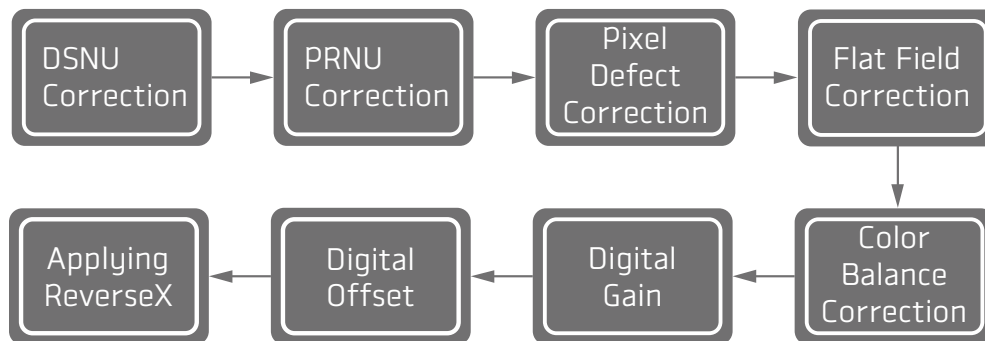 DSNU
Correction
PRNU
Correction
Pixel
Defect
Correction
Flat Field
Correction
Color
Balance
Correction
Digital
Gain
Digital
Offset
Applying
ReverseX